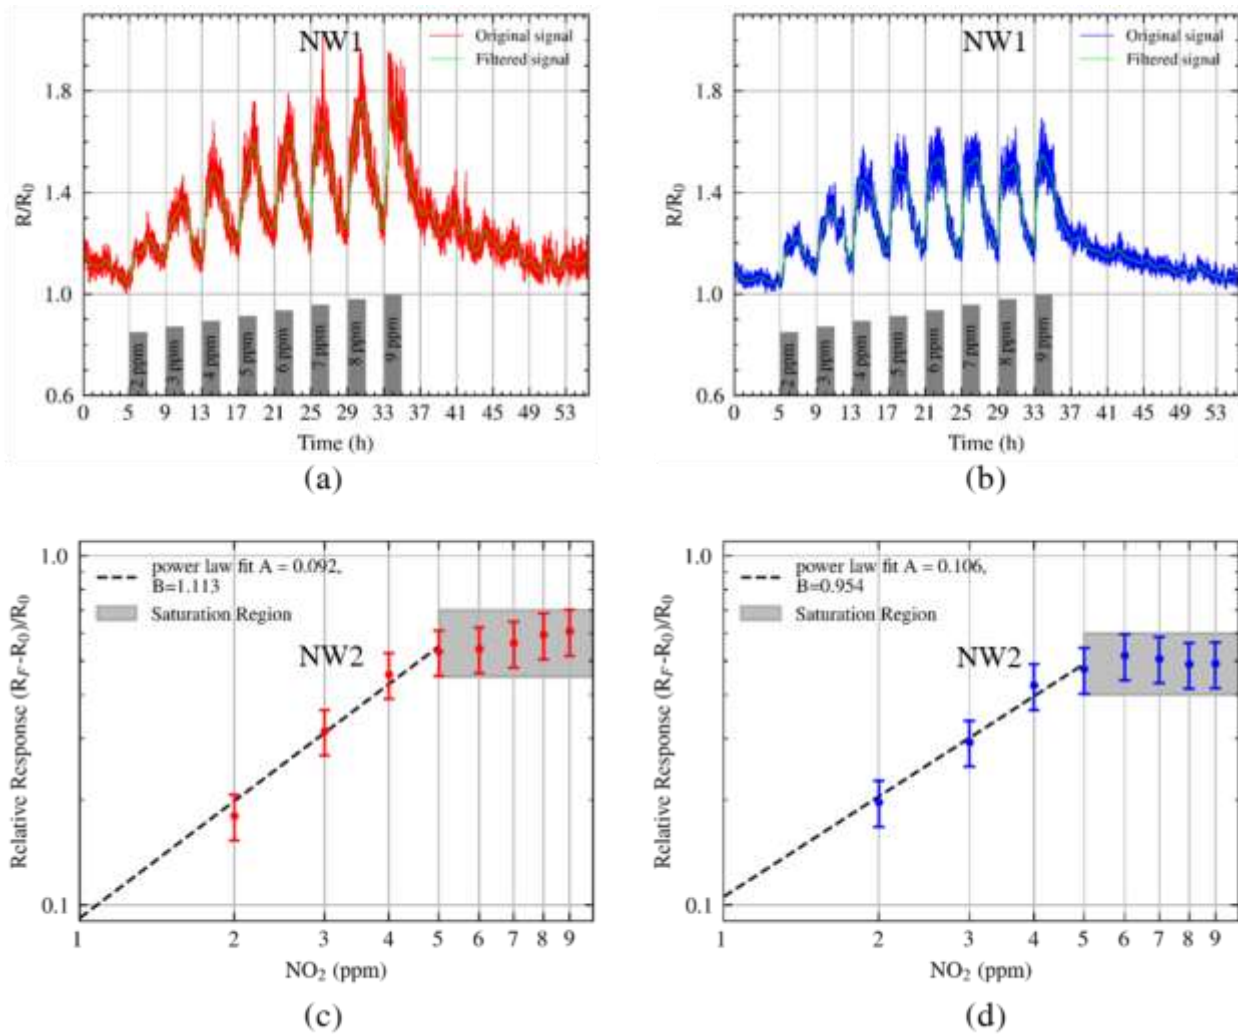 NW1
Original signal
Filtered signal
R/R0
1.8
1.4
1.0
0.6
2 ppm
3 ppm
4 ppm
5 ppm
6 ppm
7 ppm
8 ppm
9 ppm
0 5 9 13 17 21 25 29 33 37 41 45 49 53
Time (h)
(a)
NW1
Original signal
Filtered signal
R/R0
1.8
1.4
1.0
0.6
2 ppm
3 ppm
4 ppm
5 ppm
6 ppm
7 ppm
8 ppm
9 ppm
0 5 9 13 17 21 25 29 33 37 41 45 49 53
Time (h)
(b)
1.0
power law fit A = 0.092,
B=1.113
Saturation Region
NW2
Relative Response (RF-R0)/R0
0.1
1 2 3 4 5 6 7 8 9
NO2 (ppm)
(c)
1.0
power law fit A = 0.106,
B=0.954
Saturation Region
NW2
Relative Response (RF-R0)/R0
0.1
1 2 3 4 5 6 7 8 9
NO2 (ppm)
(d)